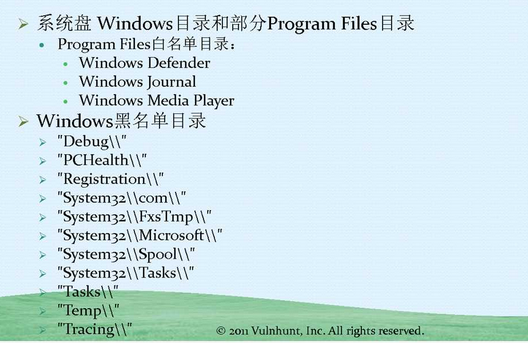 系统盘 Windows目录和部分Program Files目录
Program Files白名单目录：
Windows Defender
Windows Journal
Windows Media Player
Windows黑名单目录
"Debug\\"
"PCHealth\\"
"Registration\\"
"System32\\com\\"
"System32\\FxsTmp\\"
"System32\\Microsoft\\"
"System32\\Spool\\"
"System32\\Tasks\\"
"Tasks\\"
"Temp\\"
"Tracing\\"
© 2011 Vulnhunt, Inc. All rights reserved.